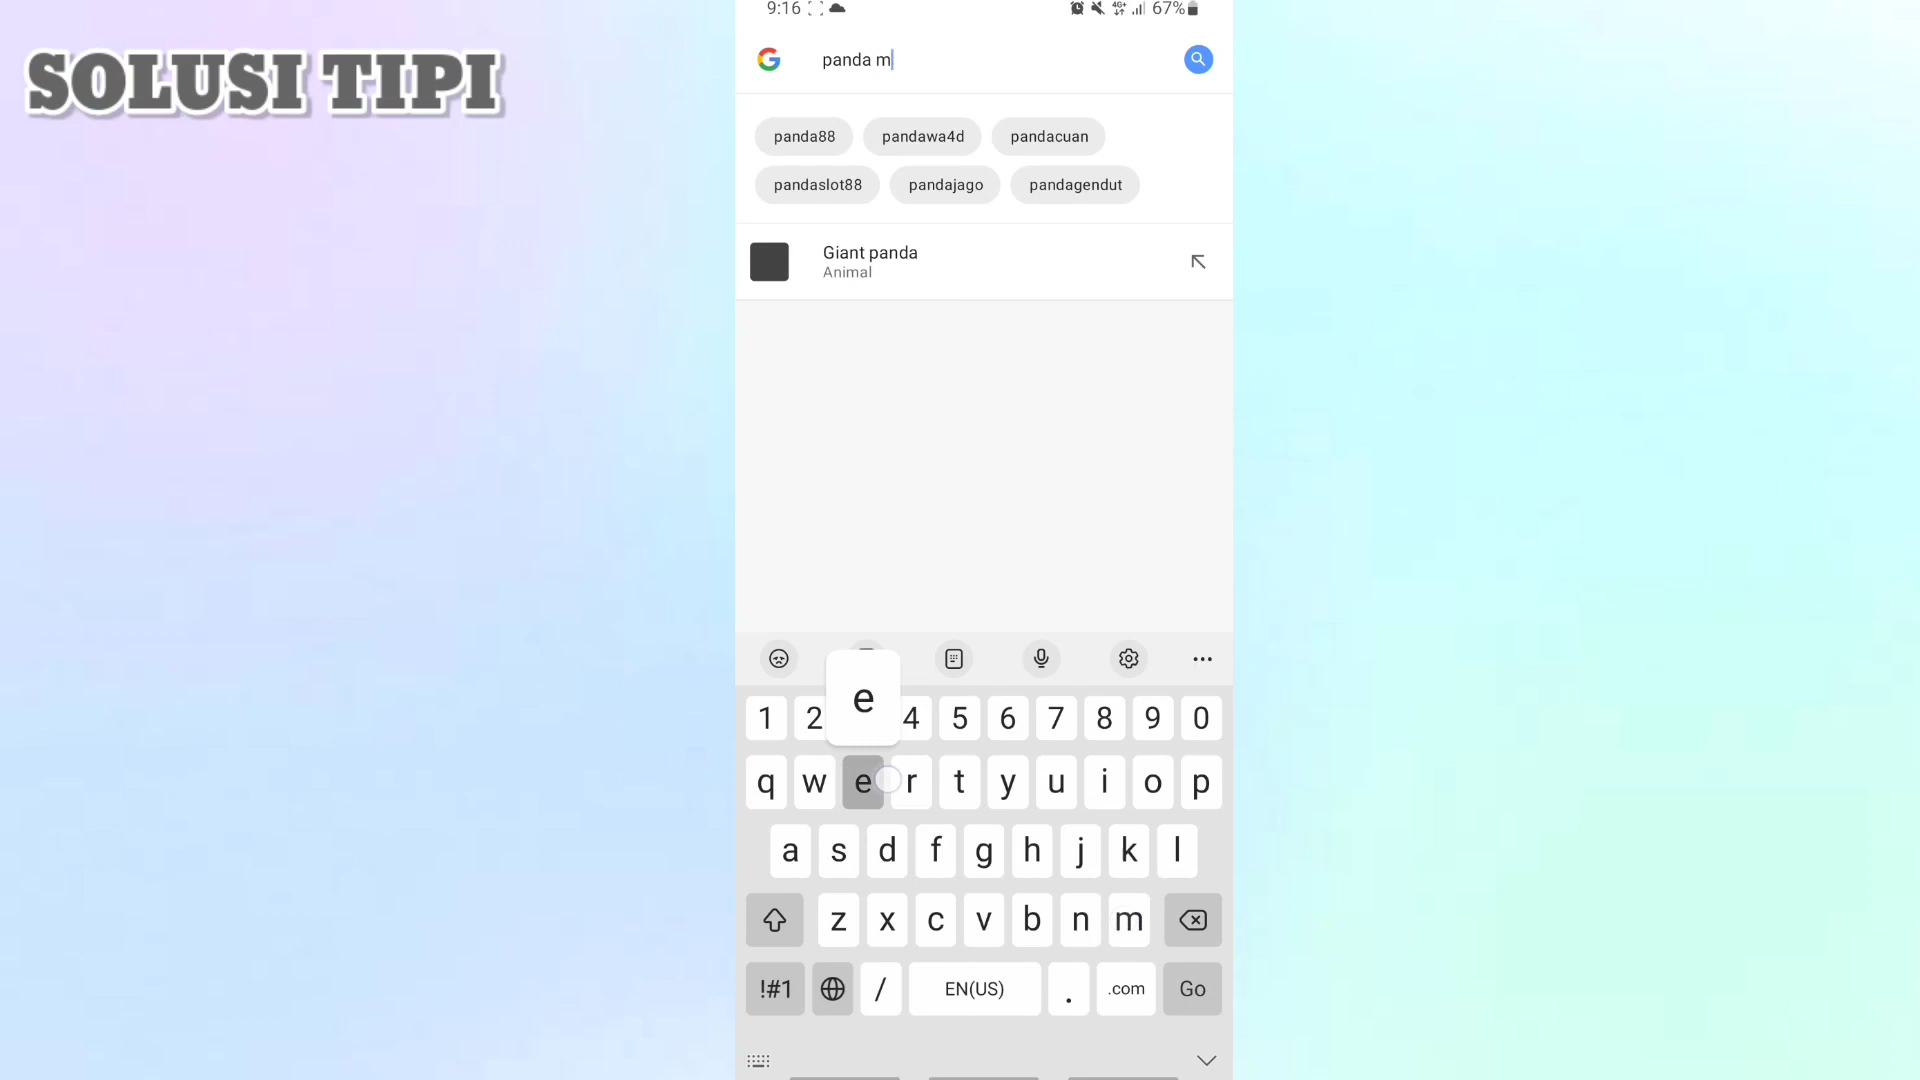 SOLUSI TIPI
9:16 4G+ 67%
panda m
panda88 pandawa4d pandacuan
pandaslot88 pandajago pandagendut
Giant panda
Animal
e
1 2 4 5 6 7 8 9 0
q w e r t y u i o p
a s d f g h j k l
z x c v b n m
!#1 / EN(US) . .com Go